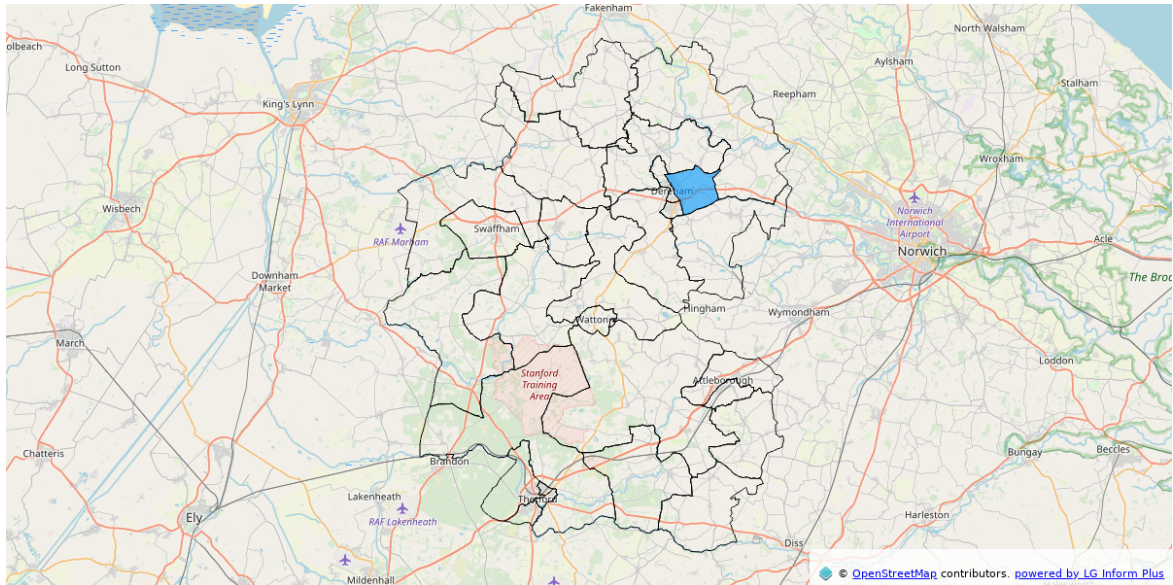 Fakenham
North Walsham
olbeach
Long Sutton
Aylsham
Stalham
Reepham
King's Lynn
Wroxham
Wisbech
Dereham
Norwich
International
Airport
Swaffham
RAF Marham
Acle
Norwich
Downham
Market
The Broa
Hingham
Wymondham
Watton
March
Loddon
Stanford
Training
Area
Attleborough
Chatteris
Brandon
Bungay
Beccles
Lakenheath
Thetford
RAF Lakenheath
Ely
Harleston
Diss
Mildenhall
© OpenStreetMap contributors. powered by LG Inform Plus